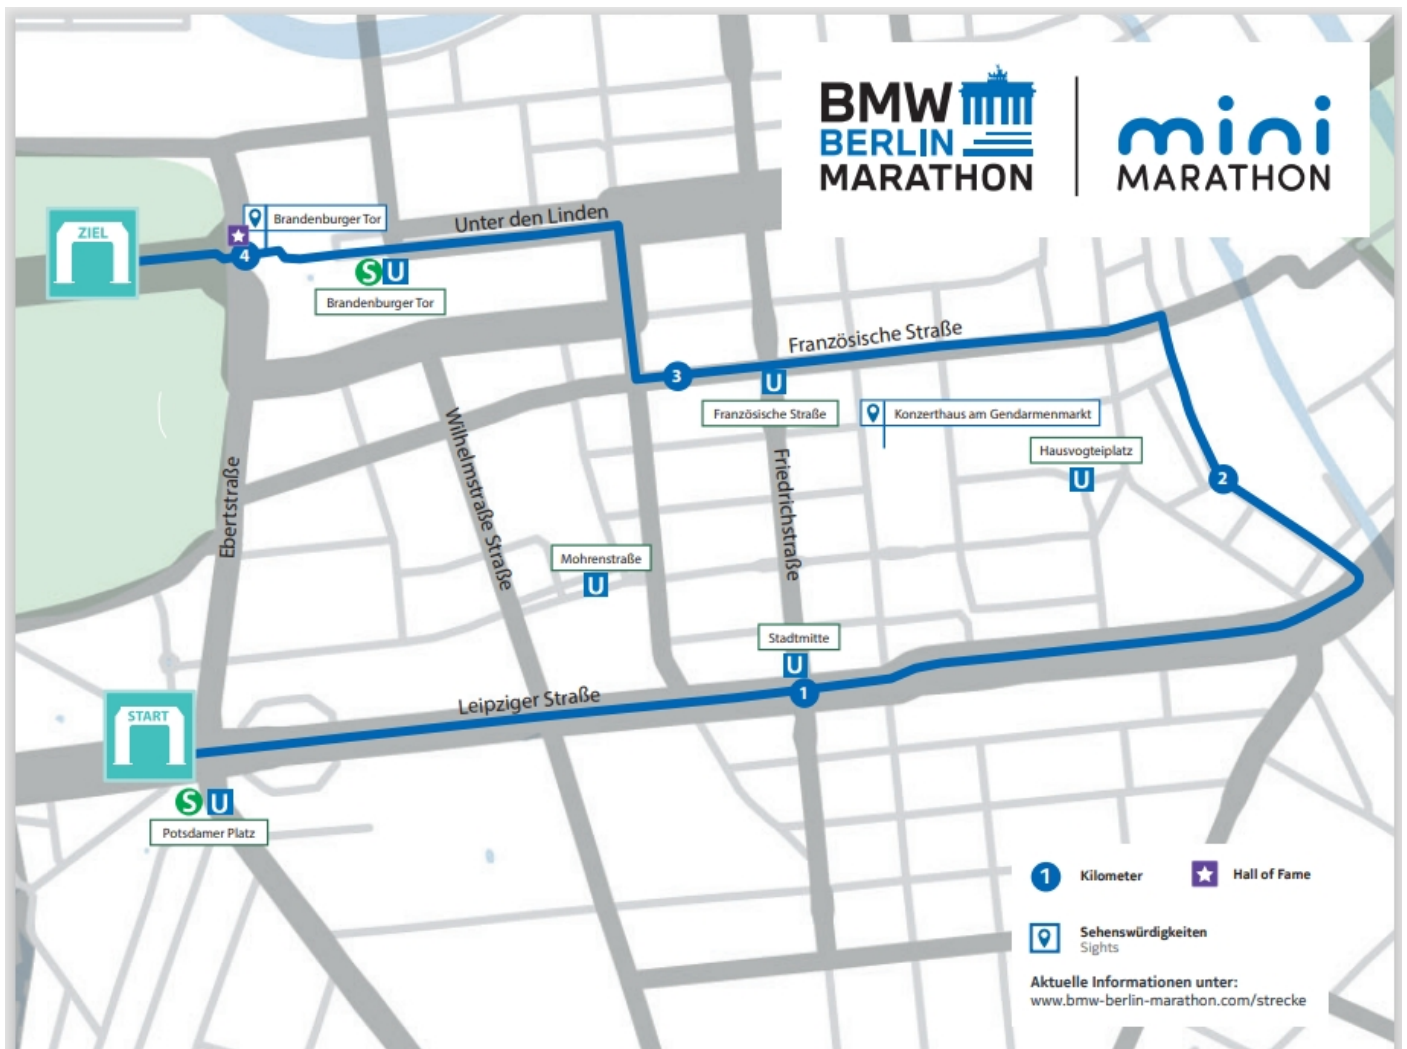 BMW
BERLIN
MARATHON
mini
MARATHON
ZIEL
4
Brandenburger Tor
Unter den Linden
S U
Brandenburger Tor
Französische Straße
3
U
Französische Straße
Konzerthaus am Gendarmenmarkt
Hausvogteiplatz
U
2
Wilhelmstraße Straße
Friedrichstraße
Ebertstraße
Mohrenstraße
U
Stadtmitte
U
1
Leipziger Straße
START
S U
Potsdamer Platz
1 Kilometer
Hall of Fame
Sehenswürdigkeiten
Sights
Aktuelle Informationen unter:
www.bmw-berlin-marathon.com/strecke